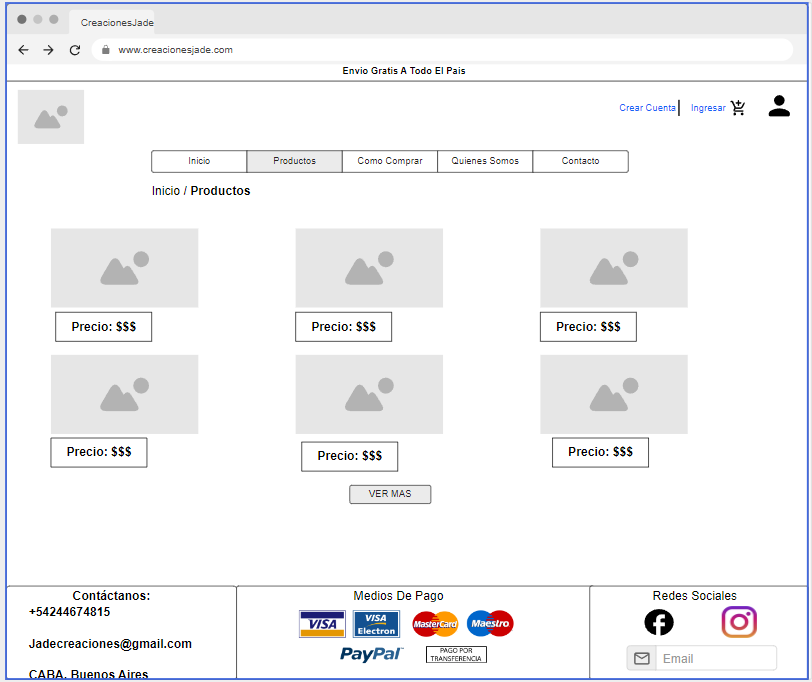 CreacionesJade
www.creacionesjade.com
Envio Gratis A Todo El Pais
Crear Cuenta
Ingresar
Inicio
Productos
Como Comprar
Quienes Somos
Contacto
Inicio / Productos
Precio: $$$
Precio: $$$
Precio: $$$
Precio: $$$
Precio: $$$
Precio: $$$
VER MAS
Contáctanos:
+54244674815
Jadecreaciones@gmail.com
CABA, Buenos Aires
Medios De Pago
VISA
VISA
Electron
MasterCard
Maestro
PayPal
PAGO POR
TRANSFERENCIA
Redes Sociales
Email